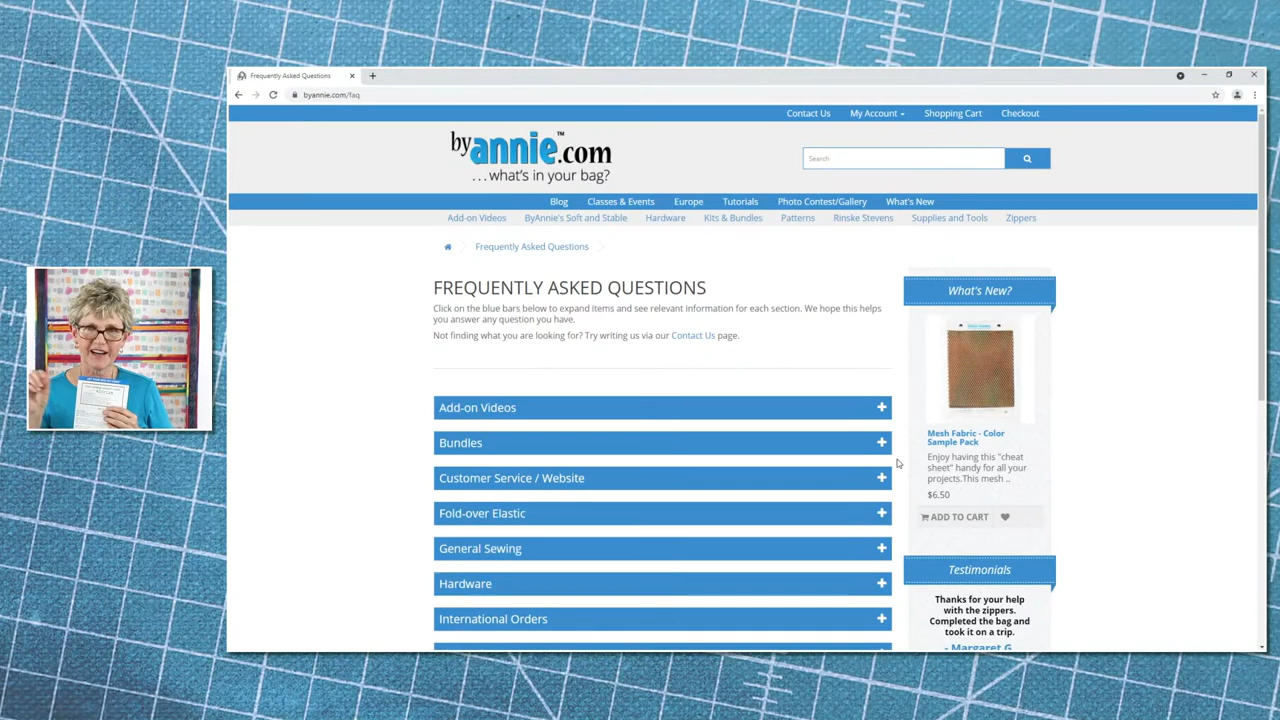 Frequently Asked Questions
byannie.com/faq
Contact Us My Account Shopping Cart Checkout
byannie.com™
...what's in your bag?
Search
Blog Classes & Events Europe Tutorials Photo Contest/Gallery What's New
Add-on Videos ByAnnie's Soft and Stable Hardware Kits & Bundles Patterns Rinske Stevens Supplies and Tools Zippers
Frequently Asked Questions
FREQUENTLY ASKED QUESTIONS
Click on the blue bars below to expand items and see relevant information for each section. We hope this helps
you answer any question you have.
Not finding what you are looking for? Try writing us via our Contact Us page.
Add-on Videos
Bundles
Customer Service / Website
Fold-over Elastic
General Sewing
Hardware
International Orders
What's New?
Mesh Fabric - Color
Sample Pack
Enjoy having this "cheat
sheet" handy for all your
projects.This mesh ..
$6.50
ADD TO CART
Testimonials
Thanks for your help
with the zippers.
Completed the bag and
took it on a trip.
- Margaret G